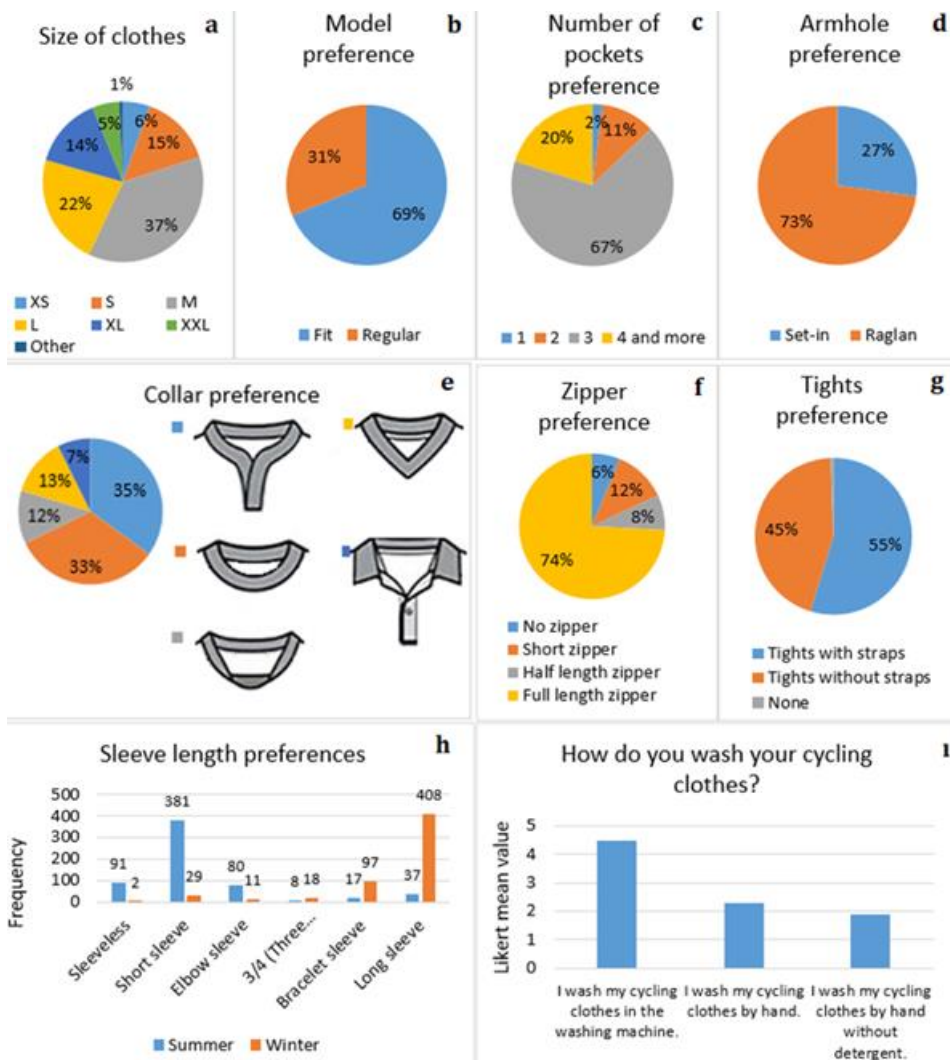 Size of clothes
a
1%
6%
5%
15%
14%
22%
37%
XS
S
M
L
XL
XXL
Other
Model
preference
b
31%
69%
Fit
Regular
Number of
pockets
preference
c
2%
11%
20%
67%
1
2
3
4 and more
Armhole
preference
d
27%
73%
Set-in
Raglan
Collar preference
e
7%
13%
35%
12%
33%
Zipper
preference
f
6%
12%
8%
74%
No zipper
Short zipper
Half length zipper
Full length zipper
Tights
preference
g
45%
55%
Tights with straps
Tights without straps
None
Sleeve length preferences
h
Frequency
500
400
300
200
100
0
91
2
381
29
80
11
8
18
17
97
37
408
Sleeveless
Short sleeve
Elbow sleeve
3/4 (Three...
Bracelet sleeve
Long sleeve
Summer
Winter
How do you wash your cycling
clothes?
ı
Likert mean value
5
4
3
2
1
0
I wash my cycling
clothes in the
washing machine.
I wash my cycling
clothes by hand.
I wash my cycling
clothes by hand
without
detergent.